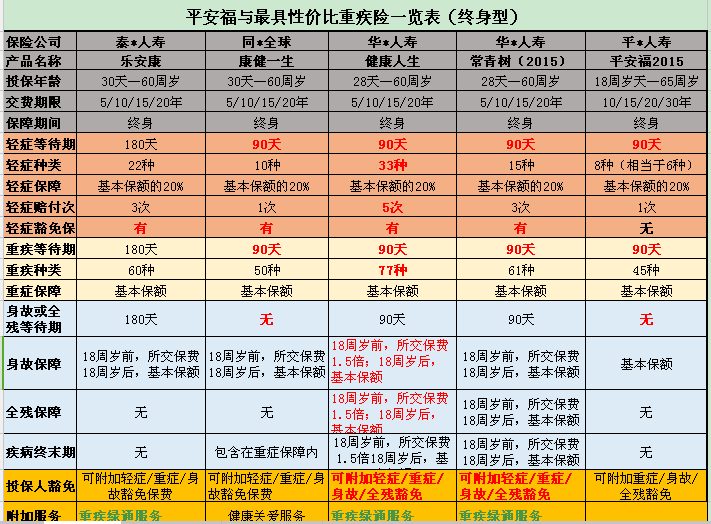 平安福与最具性价比重疾险一览表（终身型）
保险公司 泰*人寿 同*全球 华*人寿 华*人寿 平*人寿
产品名称 乐安康 康健一生 健康人生 常青树（2015） 平安福2015
投保年龄 30天—60周岁 30天—60周岁 28天—60周岁 28天—60周岁 18周岁天—65周岁
交费期限 5/10/15/20年 5/10/15/20年 5/10/15/20年 5/10/15/20年 10/15/20/30年
保障期间 终身 终身 终身 终身 终身
轻症等待期 180天 90天 90天 90天 90天
轻症种类 22种 10种 33种 15种 8种（相当于6种）
轻症保障 基本保额的20% 基本保额的20% 基本保额的20% 基本保额的20% 基本保额的20%
轻症赔付次 3次 1次 5次 3次 1次
轻症豁免保 有 有 有 有 无
重疾等待期 180天 90天 90天 90天 90天
重疾种类 60种 50种 77种 61种 45种
重症保障 基本保额 基本保额 基本保额 基本保额 基本保额
身故或全
残等待期 180天 无 90天 90天 无
身故保障 18周岁前，所交保费
18周岁后，基本保额 18周岁前，所交保费
18周岁后，基本保额 18周岁前，所交保费
1.5倍；18周岁后，
基本保额 18周岁前，所交保费
18周岁后，基本保额 基本保额
全残保障 无 无 18周岁前，所交保费
1.5倍；18周岁后，
基本保额 18周岁前，所交保费
18周岁后，基本保额 无
疾病终末期 无 包含在重症保障内 18周岁前，所交保费
1.5倍18周岁后，基 18周岁前，所交保费
18周岁后，基本保额 无
投保人豁免 可附加轻症/重症/身
故豁免保费 可附加轻症/重症/身
故豁免保费 可附加轻症/重症/
身故/全残豁免 可附加轻症/重症/
身故/全残豁免 可附加重症/身故/
全残豁免
附加服务 重疾绿通服务 健康关爱服务 重疾绿通服务 重疾绿通服务